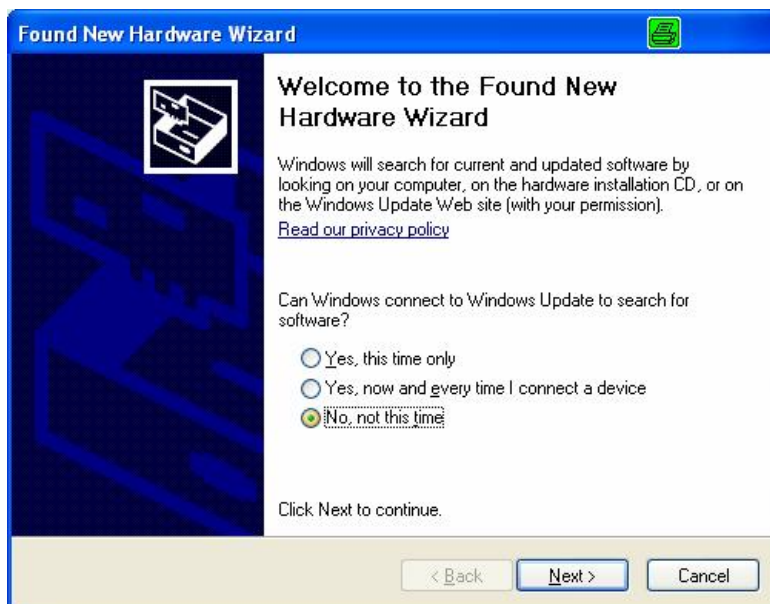 Found New Hardware Wizard
Welcome to the Found New
Hardware Wizard
Windows will search for current and updated software by
looking on your computer, on the hardware installation CD, or on
the Windows Update Web site (with your permission).
Read our privacy policy
Can Windows connect to Windows Update to search for
software?
Yes, this time only
Yes, now and every time I connect a device
No, not this time
Click Next to continue.
< Back
Next >
Cancel